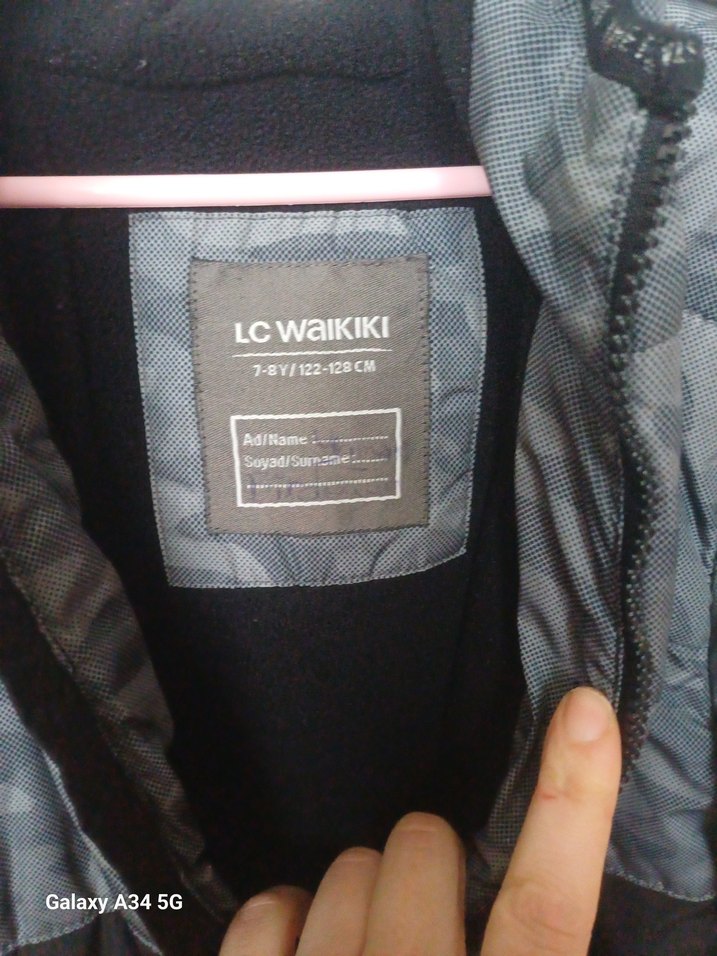 LC WAIKIKI
7-8Y/122-128 CM
Ad/Name :..................
Soyad/Surname:........
......................................
Galaxy A34 5G